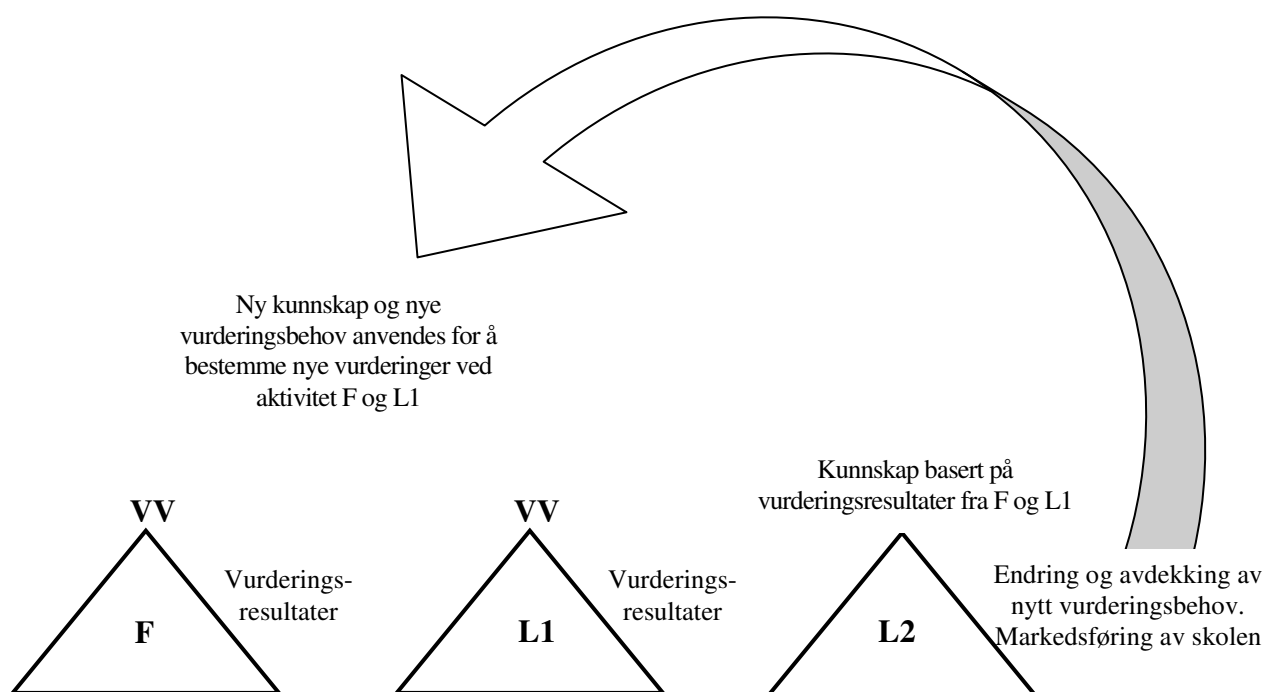 Ny kunnskap og nye
vurderingsbehov anvendes for å
bestemme nye vurderinger ved
aktivitet F og L1
Kunnskap basert på
vurderingsresultater fra F og L1
VV
VV
Vurderings-
resultater
Vurderings-
resultater
Endring og avdekking av
nytt vurderingsbehov.
Markedsføring av skolen
F
L1
L2